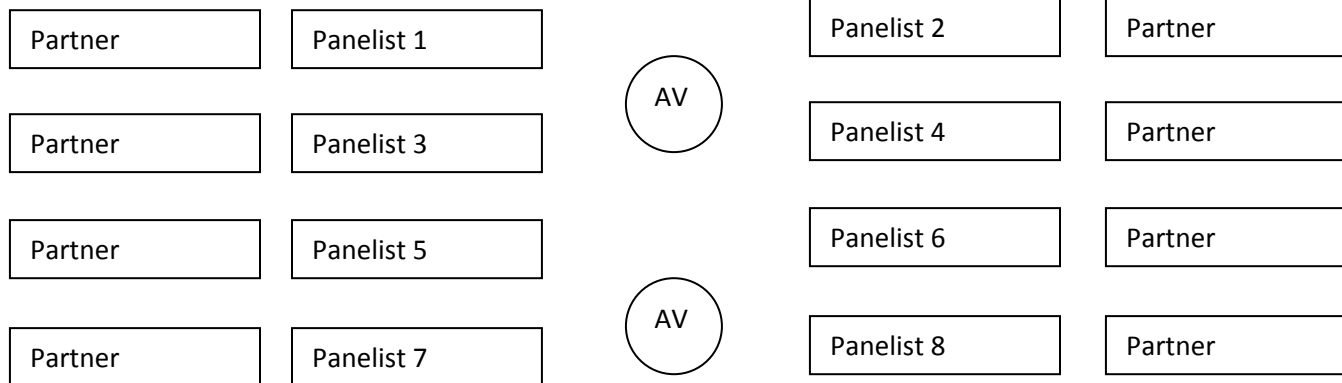 Partner
Panelist 1
Panelist 2
Partner
AV
Partner
Panelist 3
Panelist 4
Partner
Partner
Panelist 5
Panelist 6
Partner
AV
Partner
Panelist 7
Panelist 8
Partner